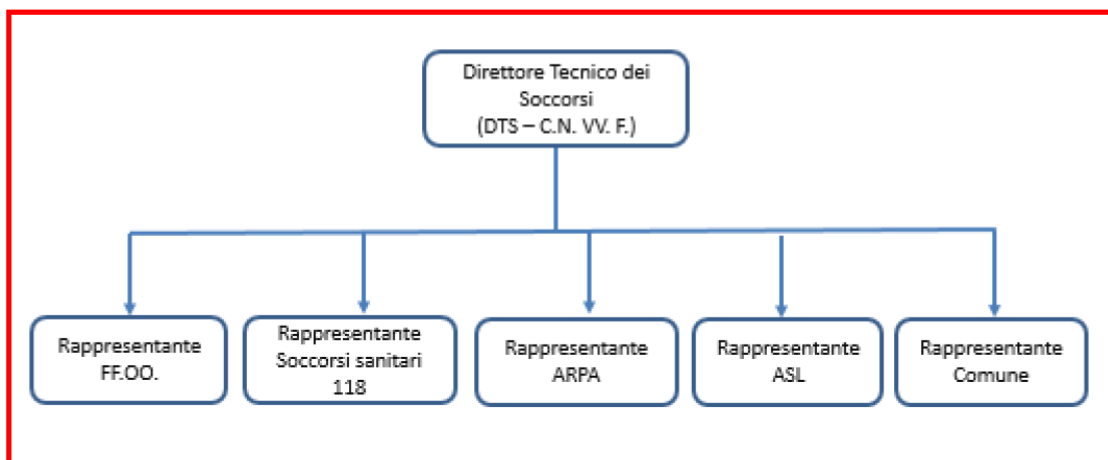 Direttore Tecnico dei
Soccorsi
(DTS – C.N. VV. F.)
Rappresentante
FF.OO.
Rappresentante
Soccorsi sanitari
118
Rappresentante
ARPA
Rappresentante
ASL
Rappresentante
Comune